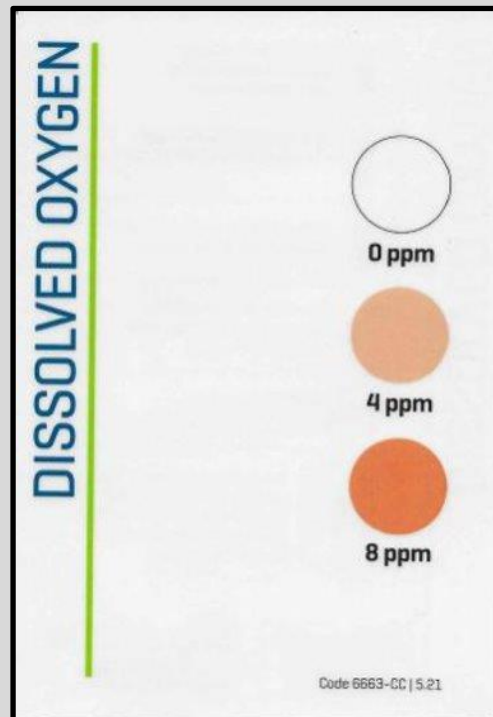 DISSOLVED OXYGEN
0 ppm
4 ppm
8 ppm
Code 6663-CC | 5.21